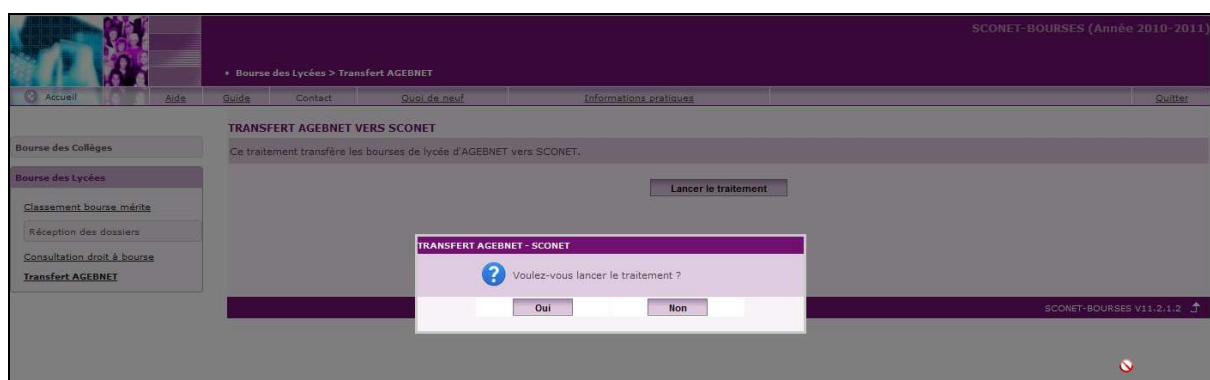 SCONET-BOURSES (Année 2010-2011)
• Bourse des Lycées > Transfert AGEBNET
Accueil Aide Guide Contact Quoi de neuf Informations pratiques Quitter
TRANSFERT AGEBNET VERS SCONET
Bourse des Collèges
Ce traitement transfère les bourses de lycée d'AGEBNET vers SCONET.
Bourse des Lycées
Lancer le traitement
Classement bourse mérite
Réception des dossiers
Consultation droit à bourse
Transfert AGEBNET
TRANSFERT AGEBNET - SCONET
Voulez-vous lancer le traitement ?
Oui Non
SCONET-BOURSES V11.2.1.2